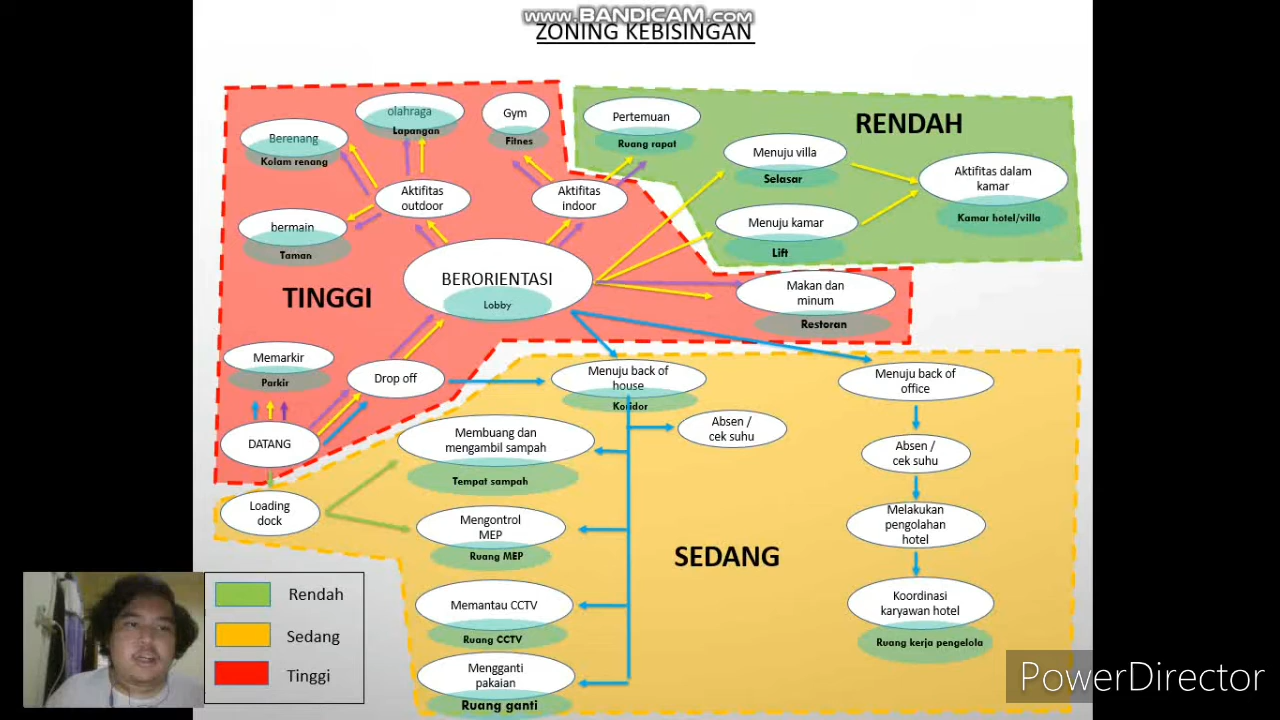 www.BANDICAM.com
ZONING KEBISINGAN
olahraga
Lapangan
Gym
Fitnes
Berenang
Kolam renang
Pertemuan
Ruang rapat
RENDAH
Menuju villa
Selasar
Aktifitas dalam
kamar
Kamar hotel/villa
Aktifitas
outdoor
Aktifitas
indoor
bermain
Taman
Menuju kamar
Lift
BERORIENTASI
Lobby
TINGGI
Makan dan
minum
Restoran
Memarkir
Parkir
Drop off
Menuju back of
house
Koridor
Menuju back of
office
DATANG
Membuang dan
mengambil sampah
Tempat sampah
Absen /
cek suhu
Absen /
cek suhu
Loading
dock
Mengontrol
MEP
Ruang MEP
Melakukan
pengolahan
hotel
SEDANG
Memantau CCTV
Ruang CCTV
Koordinasi
karyawan hotel
Ruang kerja pengelola
Mengganti
pakaian
Ruang ganti
Rendah
Sedang
Tinggi
PowerDirector